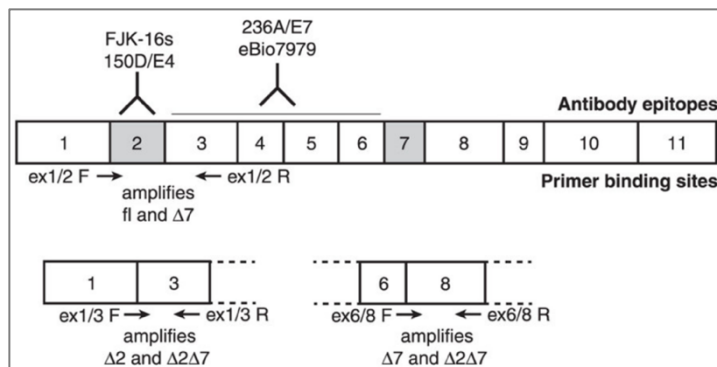 FJK-16s
150D/E4
236A/E7
eBio7979
Antibody epitopes
1 2 3 4 5 6 7 8 9 10 11
ex1/2 F ex1/2 R Primer binding sites
amplifies
fl and Δ7
1 3 6 8
ex1/3 F ex1/3 R ex6/8 F ex6/8 R
amplifies
Δ2 and Δ2Δ7
amplifies
Δ7 and Δ2Δ7